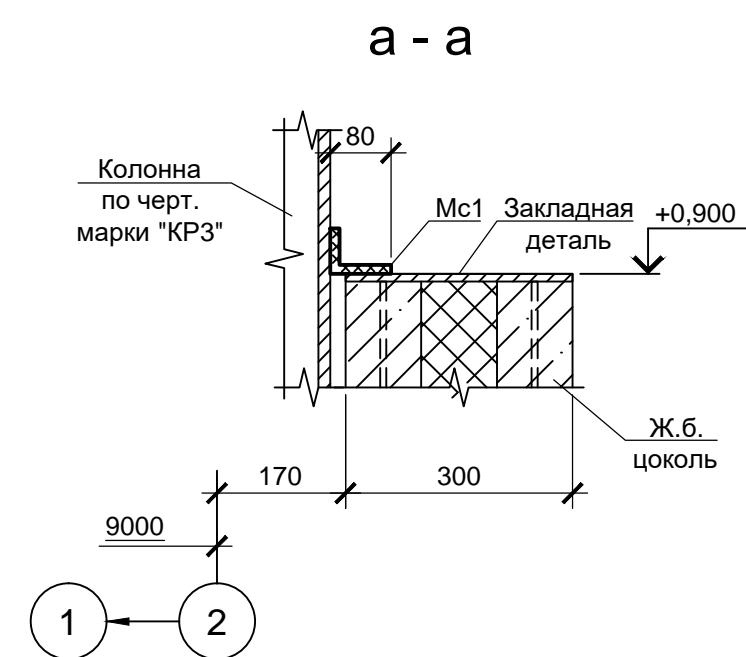 а - а
80
Колонна
по черт.
марки "КР3"
Мс1
Закладная
деталь
+0,900
Ж.б.
цоколь
170
300
9000
1
2